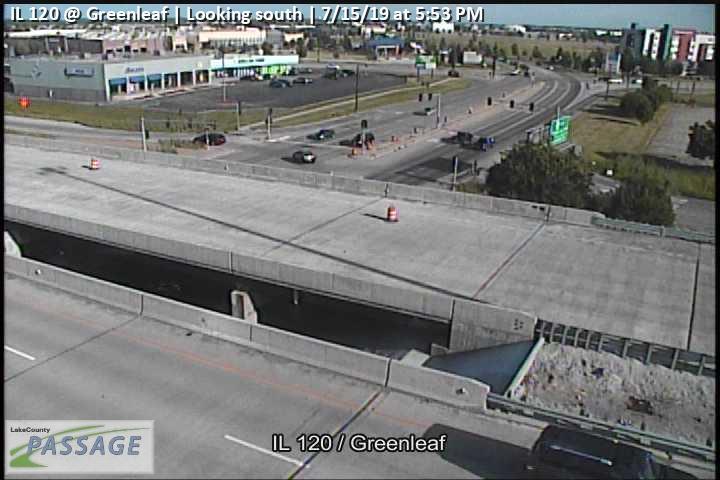 IL 120 @ Greenleaf | Looking south | 7/15/19 at 5:53 PM
IL 120 / Greenleaf
LakeCounty
PASSAGE